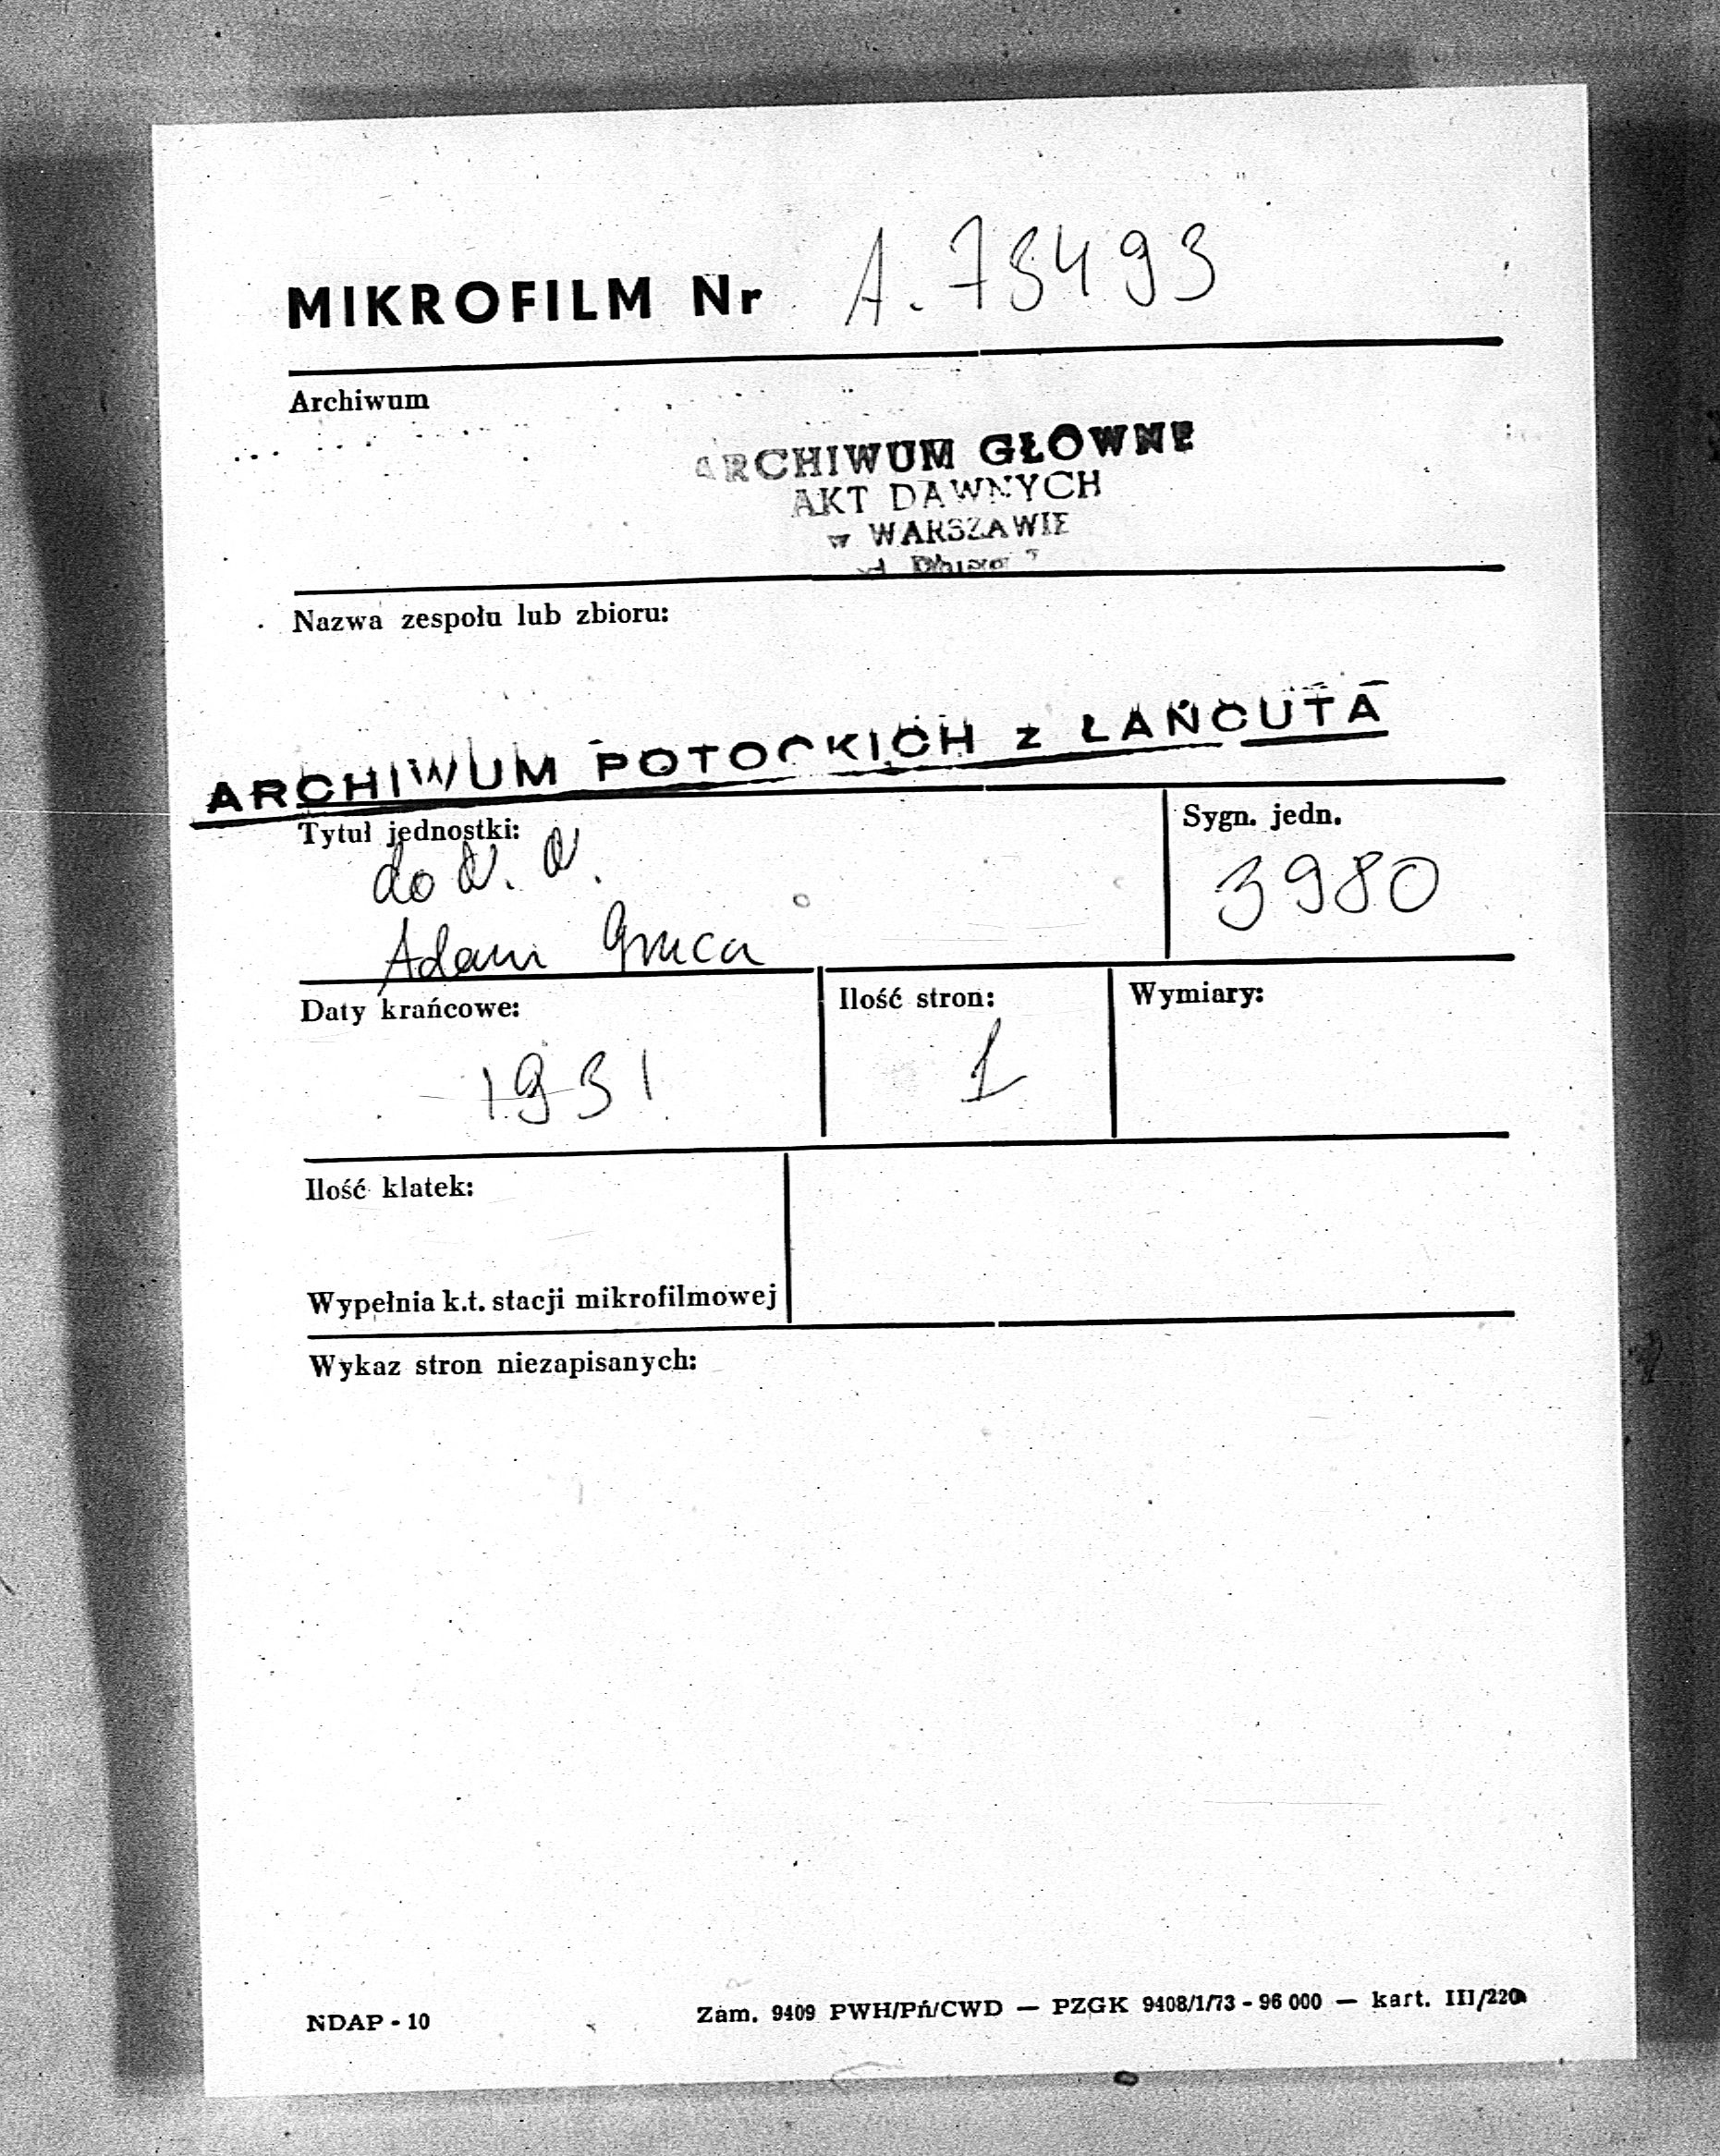 MIKROFILM Nr A. 73493
Archiwum
ARCHIWUM GŁÓWNE
AKT DAWNYCH
w WARSZAWIE
Nazwa zespołu lub zbioru:
ARCHIWUM POTOCKICH z ŁAŃCUTA
Tytuł jednostki:
Sygn. jedn.
do N. N.
3980
Adam Gruca
Daty krańcowe:
Ilość stron:
Wymiary:
1931
1
Ilość klatek:
Wypełnia k.t. stacji mikrofilmowej
Wykaz stron niezapisanych:
NDAP - 10
Zam. 9409 PWH/Pń/CWD — PZGK 9408/1/73 - 96 000 — kart. III/220